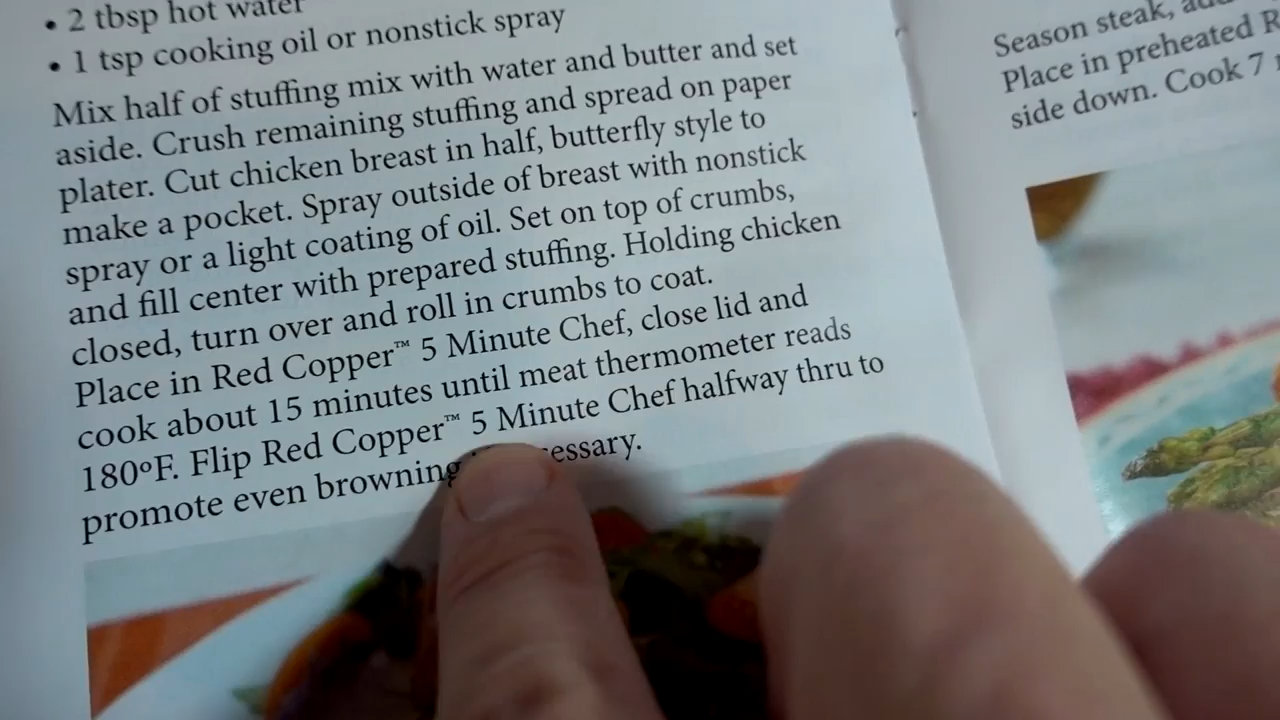 • 2 tbsp hot water
• 1 tsp cooking oil or nonstick spray
Mix half of stuffing mix with water and butter and set
aside. Crush remaining stuffing and spread on paper
plater. Cut chicken breast in half, butterfly style to
make a pocket. Spray outside of breast with nonstick
spray or a light coating of oil. Set on top of crumbs,
and fill center with prepared stuffing. Holding chicken
closed, turn over and roll in crumbs to coat.
Place in Red Copper™ 5 Minute Chef, close lid and
cook about 15 minutes until meat thermometer reads
180ºF. Flip Red Copper™ 5 Minute Chef halfway thru to
promote even browning essary.
Season steak,
Place in preheated R
side down. Cook 7